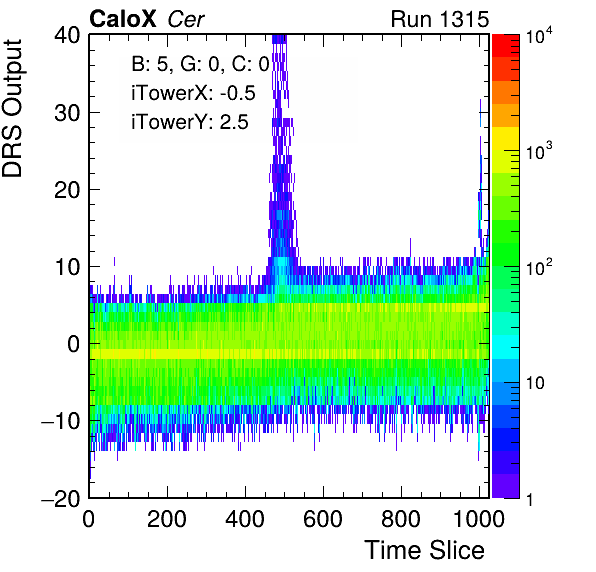 CaloX Cer Run 1315
DRS Output
B: 5, G: 0, C: 0
iTowerX: -0.5
iTowerY: 2.5
40
30
20
10
0
−10
−20
0 200 400 600 800 1000
Time Slice
10^4
10^3
10^2
10
1